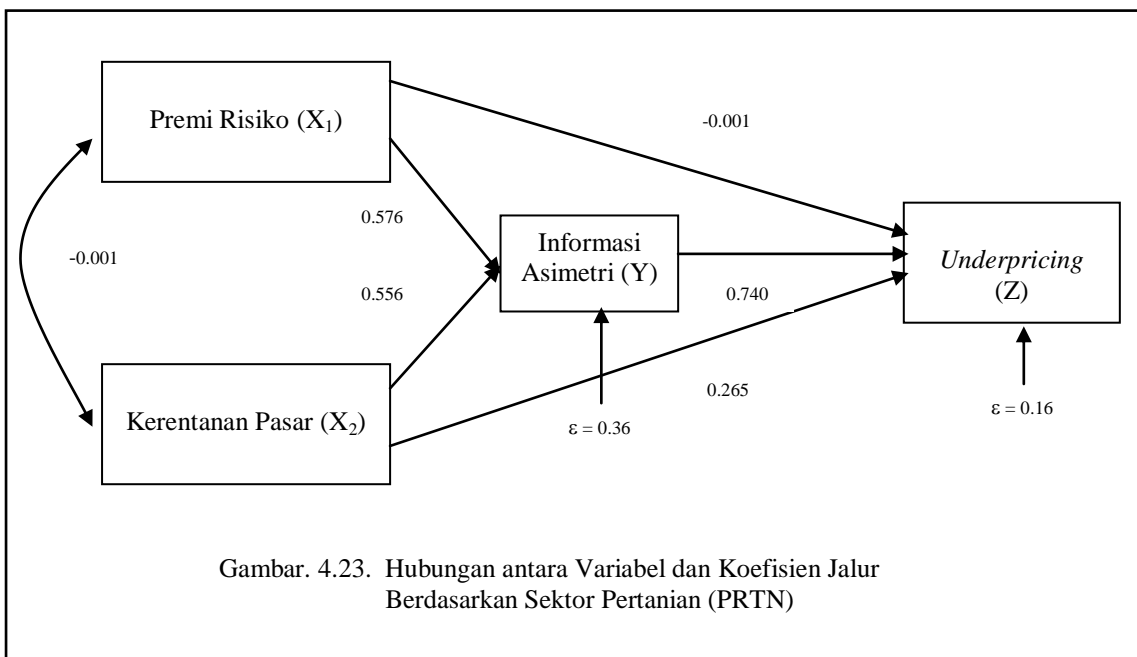 Premi Risiko (X₁)
-0.001
0.576
Informasi
Asimetri (Y)
Underpricing
(Z)
-0.001
0.556
0.740
0.265
Kerentanan Pasar (X₂)
ε = 0.36
ε = 0.16
Gambar. 4.23. Hubungan antara Variabel dan Koefisien Jalur
Berdasarkan Sektor Pertanian (PRTN)